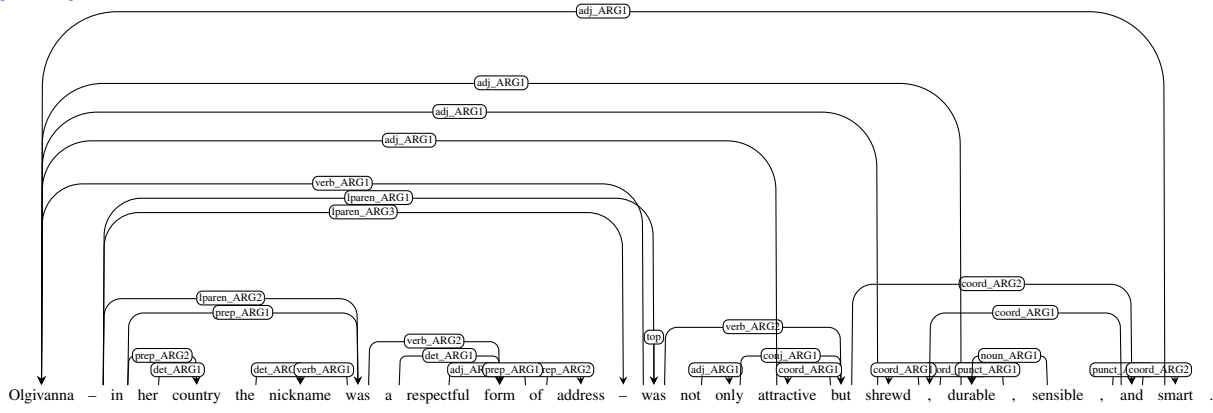 adj_ARG1
adj_ARG1
adj_ARG1
adj_ARG1
verb_ARG1
lparen_ARG1
lparen_ARG3
coord_ARG2
lparen_ARG2
prep_ARG1 coord_ARG1
verb_ARG2 top verb_ARG2
prep_ARG2 det_ARG1 conj_ARG1 noun_ARG1
det_ARG1 verb_ARG1 prep_ARG1 adj_ARG1 coord_ARG1 coord_ARG1 punct_ARG1 coord_ARG2
Olgivanna – in her country the nickname was a respectful form of address – was not only attractive but shrewd , durable , sensible , and smart .